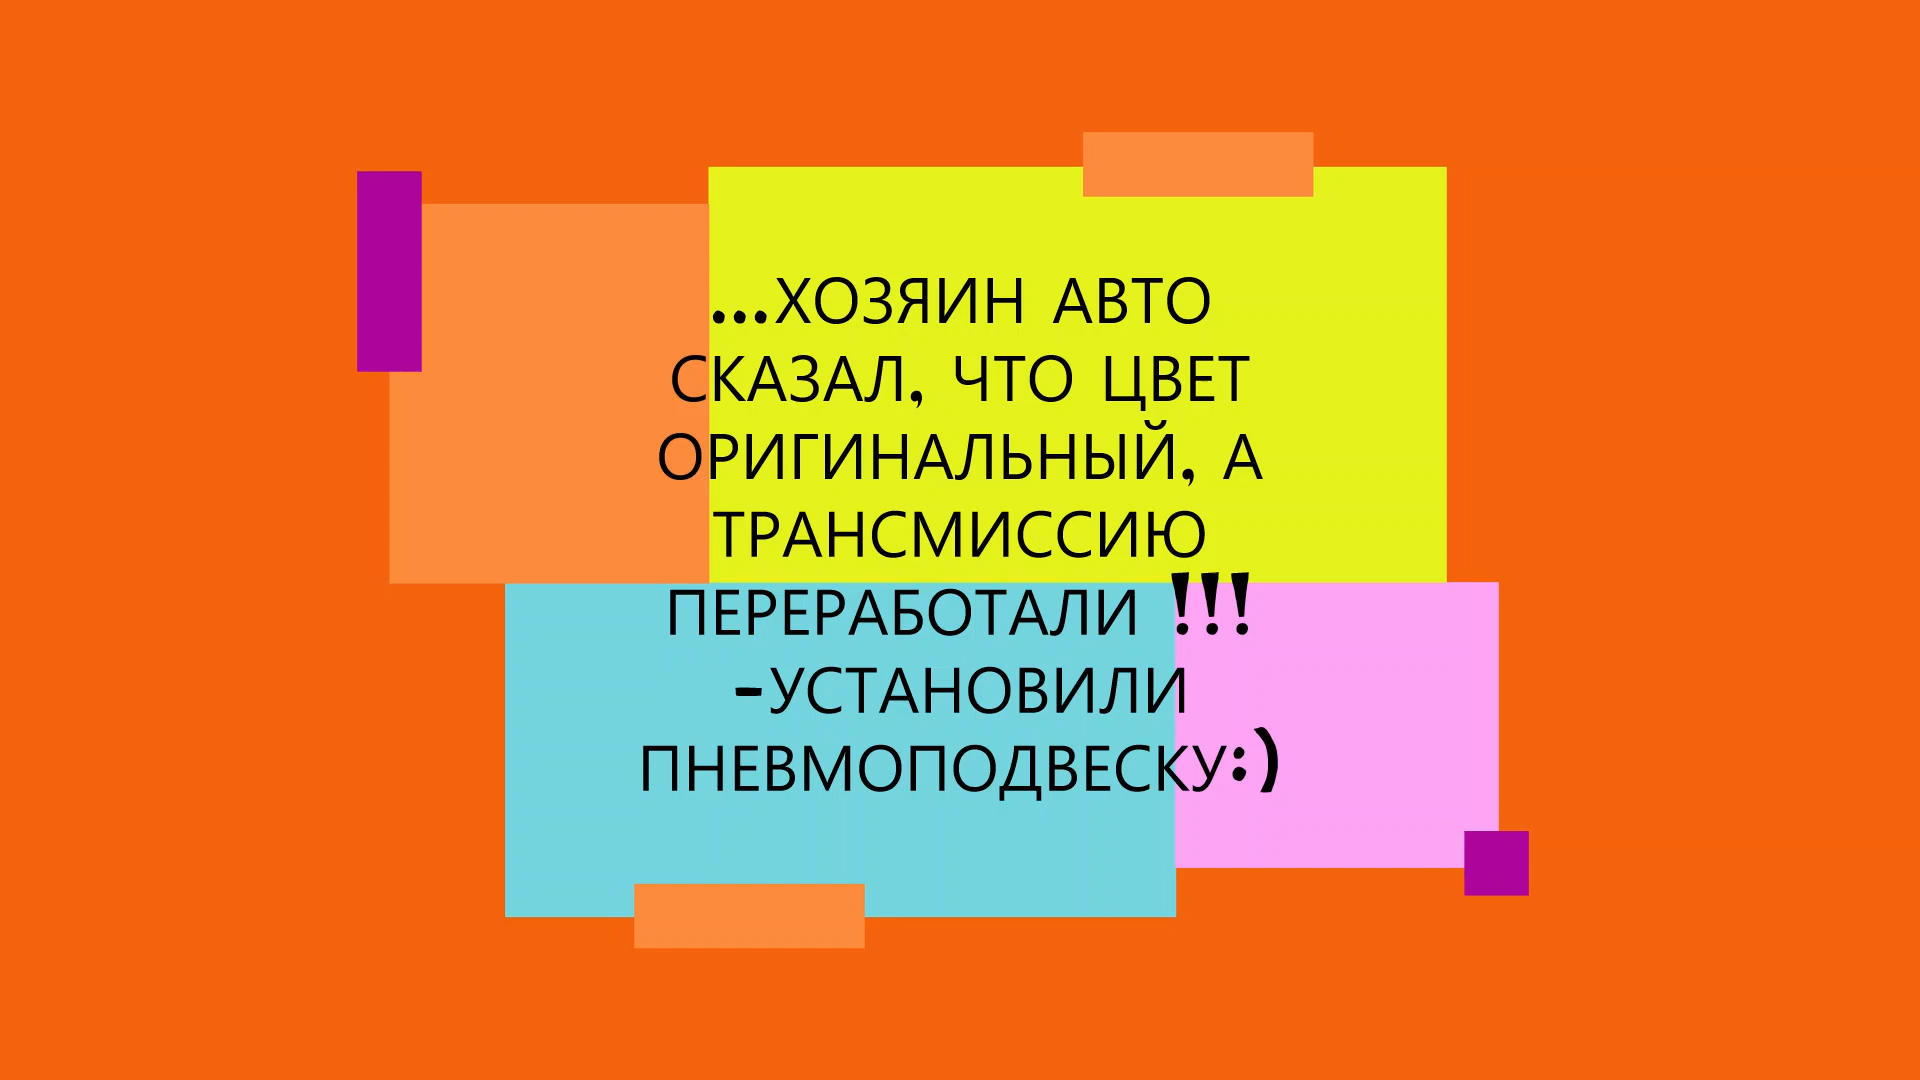 ...ХОЗЯИН АВТО
СКАЗАЛ, ЧТО ЦВЕТ
ОРИГИНАЛЬНЫЙ, А
ТРАНСМИССИЮ
ПЕРЕРАБОТАЛИ !!!
-УСТАНОВИЛИ
ПНЕВМОПОДВЕСКУ:)